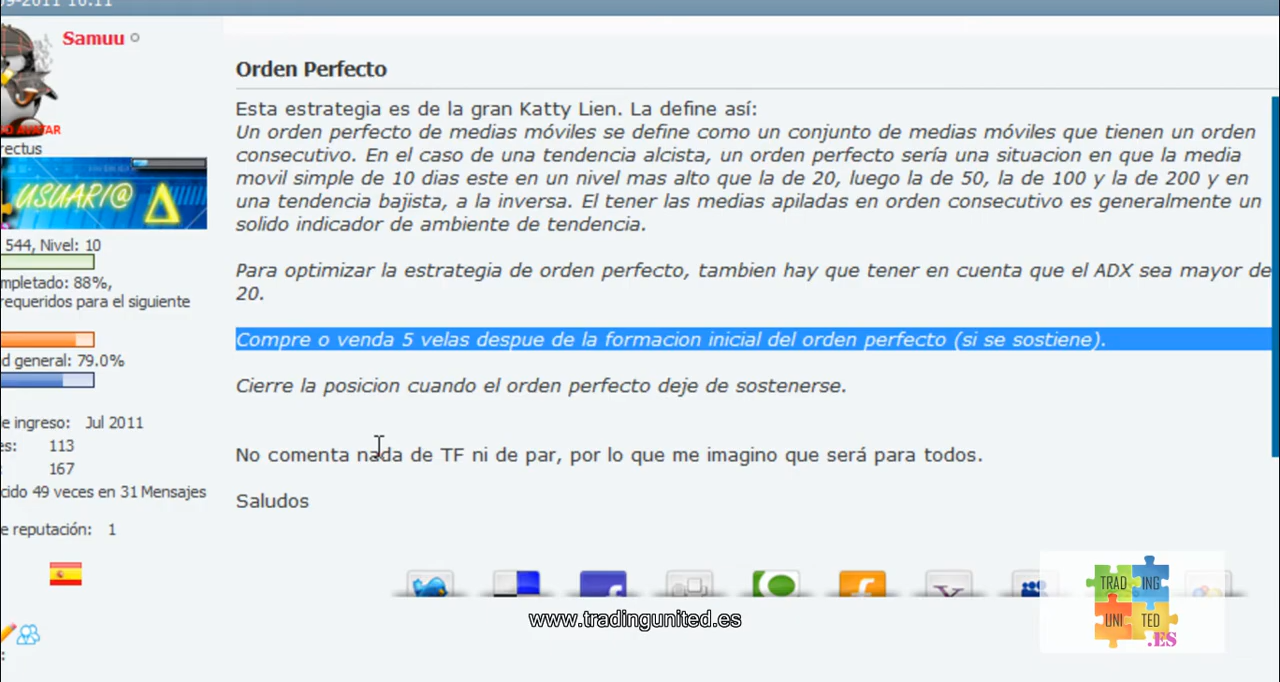 Samuu
Orden Perfecto
Esta estrategia es de la gran Katty Lien. La define así:
Un orden perfecto de medias móviles se define como un conjunto de medias móviles que tienen un orden
consecutivo. En el caso de una tendencia alcista, un orden perfecto sería una situacion en que la media
movil simple de 10 dias este en un nivel mas alto que la de 20, luego la de 50, la de 100 y la de 200 y en
una tendencia bajista, a la inversa. El tener las medias apiladas en orden consecutivo es generalmente un
solido indicador de ambiente de tendencia.
Para optimizar la estrategia de orden perfecto, tambien hay que tener en cuenta que el ADX sea mayor de
20.
Compre o venda 5 velas despue de la formacion inicial del orden perfecto (si se sostiene).
Cierre la posicion cuando el orden perfecto deje de sostenerse.
No comenta nada de TF ni de par, por lo que me imagino que será para todos.
Saludos
AVATAR
rectus
USUARI@
544, Nivel: 10
mpletado: 88%,
requeridos para el siguiente
d general: 79.0%
e ingreso: Jul 2011
es: 113
: 167
cido 49 veces en 31 Mensajes
e reputación: 1
www.tradingunited.es
TRAD ING
UNI TED
.ES